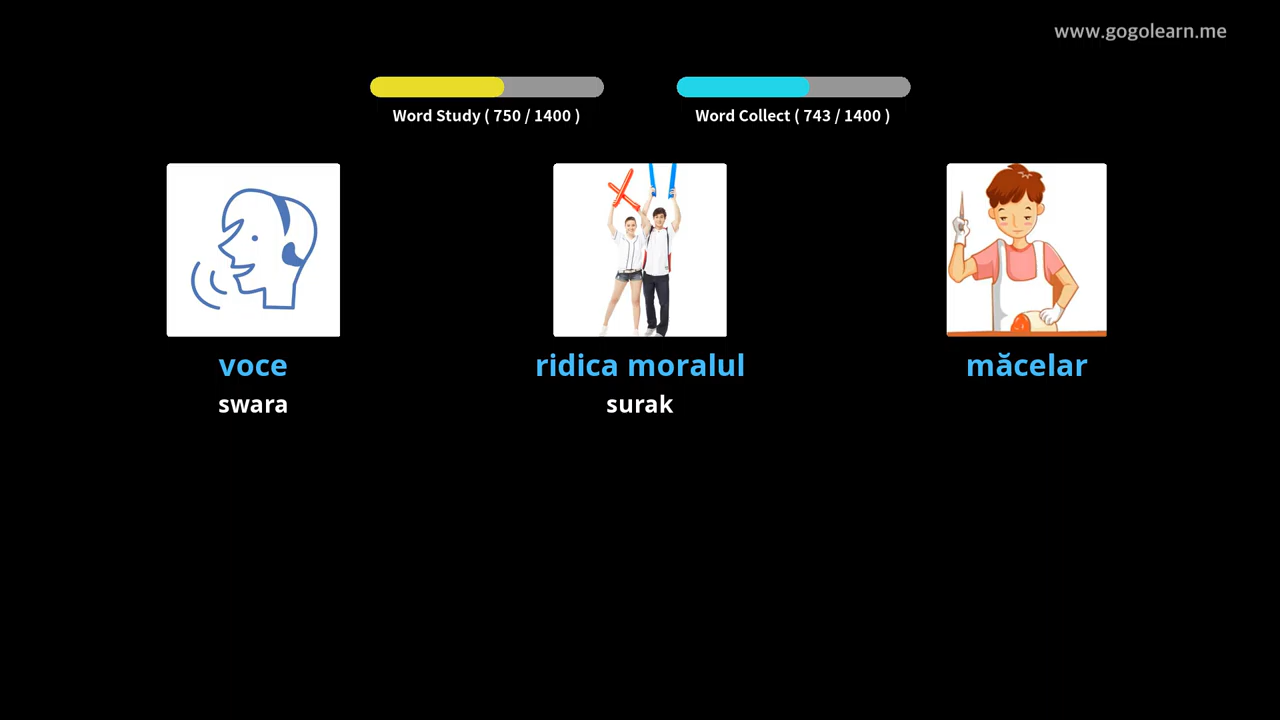 www.gogolearn.me
Word Study ( 750 / 1400 )
Word Collect ( 743 / 1400 )
voce
swara
ridica moralul
surak
măcelar